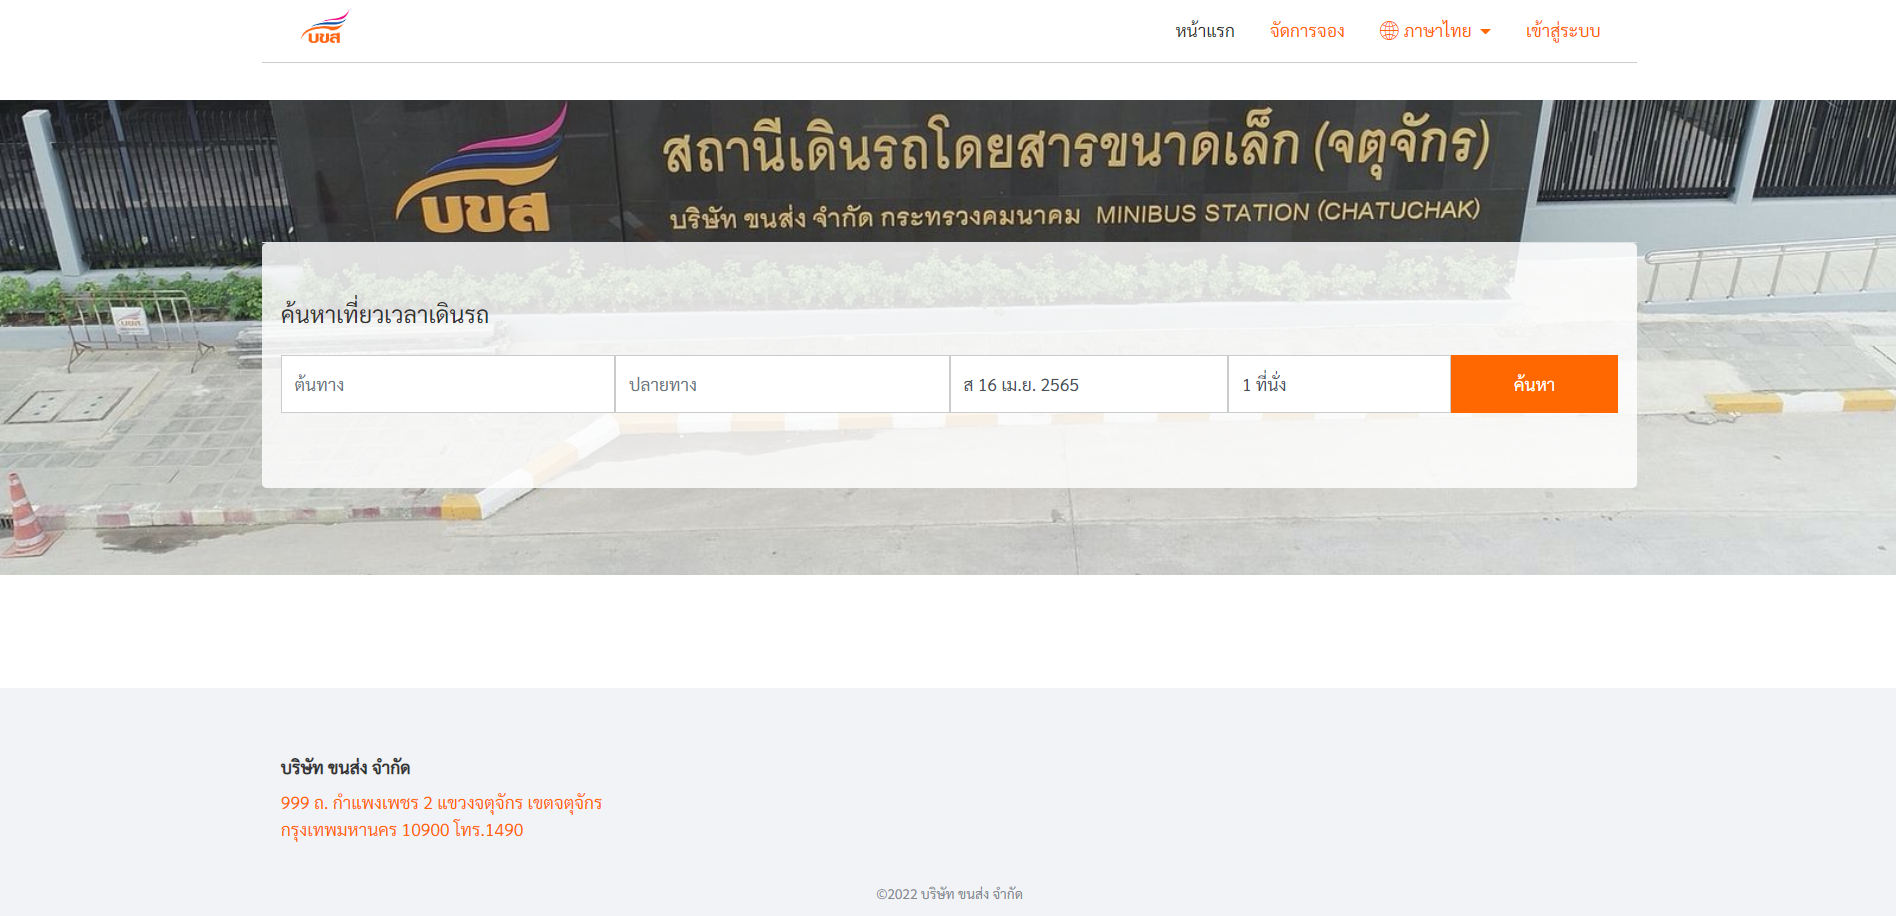 บขส
หน้าแรก
จัดการจอง
ภาษาไทย
เข้าสู่ระบบ
สถานีเดินรถโดยสารขนาดเล็ก (จตุจักร)
บขส
บริษัท ขนส่ง จำกัด กระทรวงคมนาคม MINIBUS STATION (CHATUCHAK)
ค้นหาเที่ยวเวลาเดินรถ
ต้นทาง
ปลายทาง
ส 16 เม.ย. 2565
1 ที่นั่ง
ค้นหา
บริษัท ขนส่ง จำกัด
999 ถ. กำแพงเพชร 2 แขวงจตุจักร เขตจตุจักร
กรุงเทพมหานคร 10900 โทร.1490
©2022 บริษัท ขนส่ง จำกัด